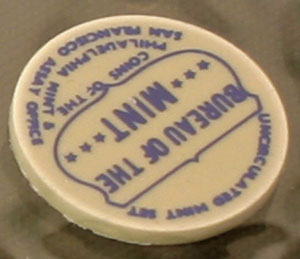 COINS OF THE
PHILADELPHIA MINT &
SAN FRANCISCO ASSAY OFFICE
BUREAU OF THE
MINT
UNCIRCULATED MINT SET